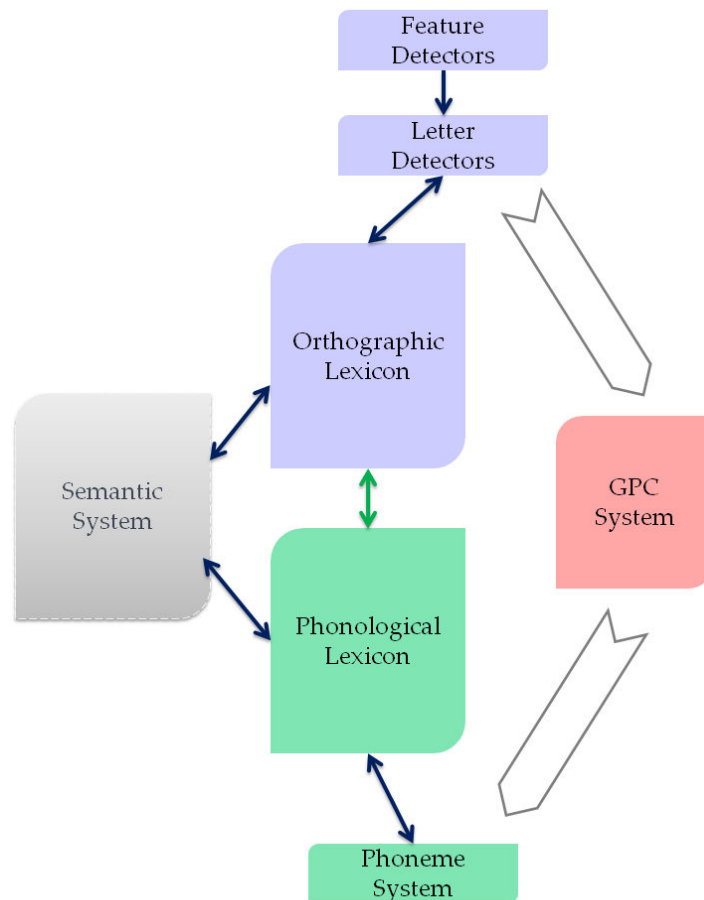 Feature
Detectors
Letter
Detectors
Orthographic
Lexicon
Semantic
System
GPC
System
Phonological
Lexicon
Phoneme
System